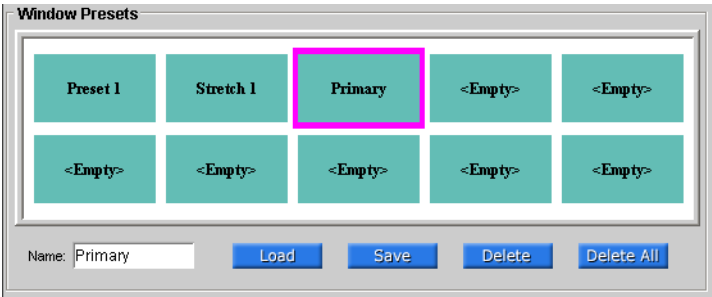 Window Presets
Preset 1 Stretch 1 Primary <Empty> <Empty>
<Empty> <Empty> <Empty> <Empty> <Empty>
Name: Primary Load Save Delete Delete All